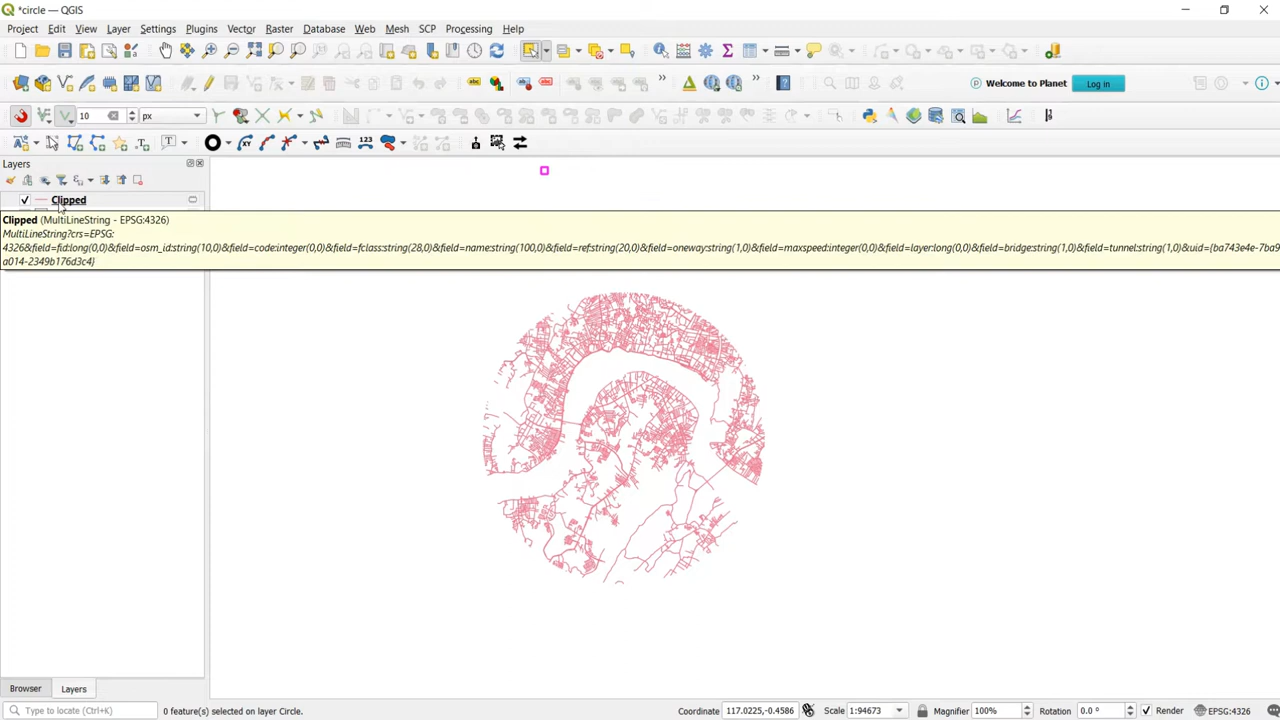 *circle — QGIS
Project Edit View Layer Settings Plugins Vector Raster Database Web Mesh SCP Processing Help
Welcome to Planet Log in
10 px
Layers
Clipped
Clipped (MultiLineString - EPSG:4326)
MultiLineString?crs=EPSG:
4326&field=fid:long(0,0)&field=osm_id:string(10,0)&field=code:integer(0,0)&field=fclass:string(28,0)&field=name:string(100,0)&field=ref:string(20,0)&field=oneway:string(1,0)&field=maxspeed:integer(0,0)&field=layer:long(0,0)&field=bridge:string(1,0)&field=tunnel:string(1,0)&uid={ba743e4e-7ba9
a014-2349b176d3c4}
Browser Layers
Type to locate (Ctrl+K) 0 feature(s) selected on layer Circle. Coordinate 117.0225,-0.4586 Scale 1:94673 Magnifier 100% Rotation 0.0 ° Render EPSG:4326